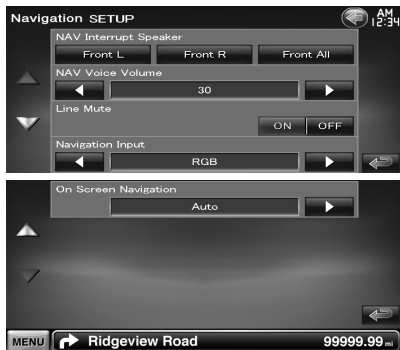 Navigation SETUP
AM
12:34
NAV Interrupt Speaker
Front L Front R Front All
NAV Voice Volume
30
Line Mute
ON OFF
Navigation Input
RGB
On Screen Navigation
Auto
MENU Ridgeview Road 99999.99 mi